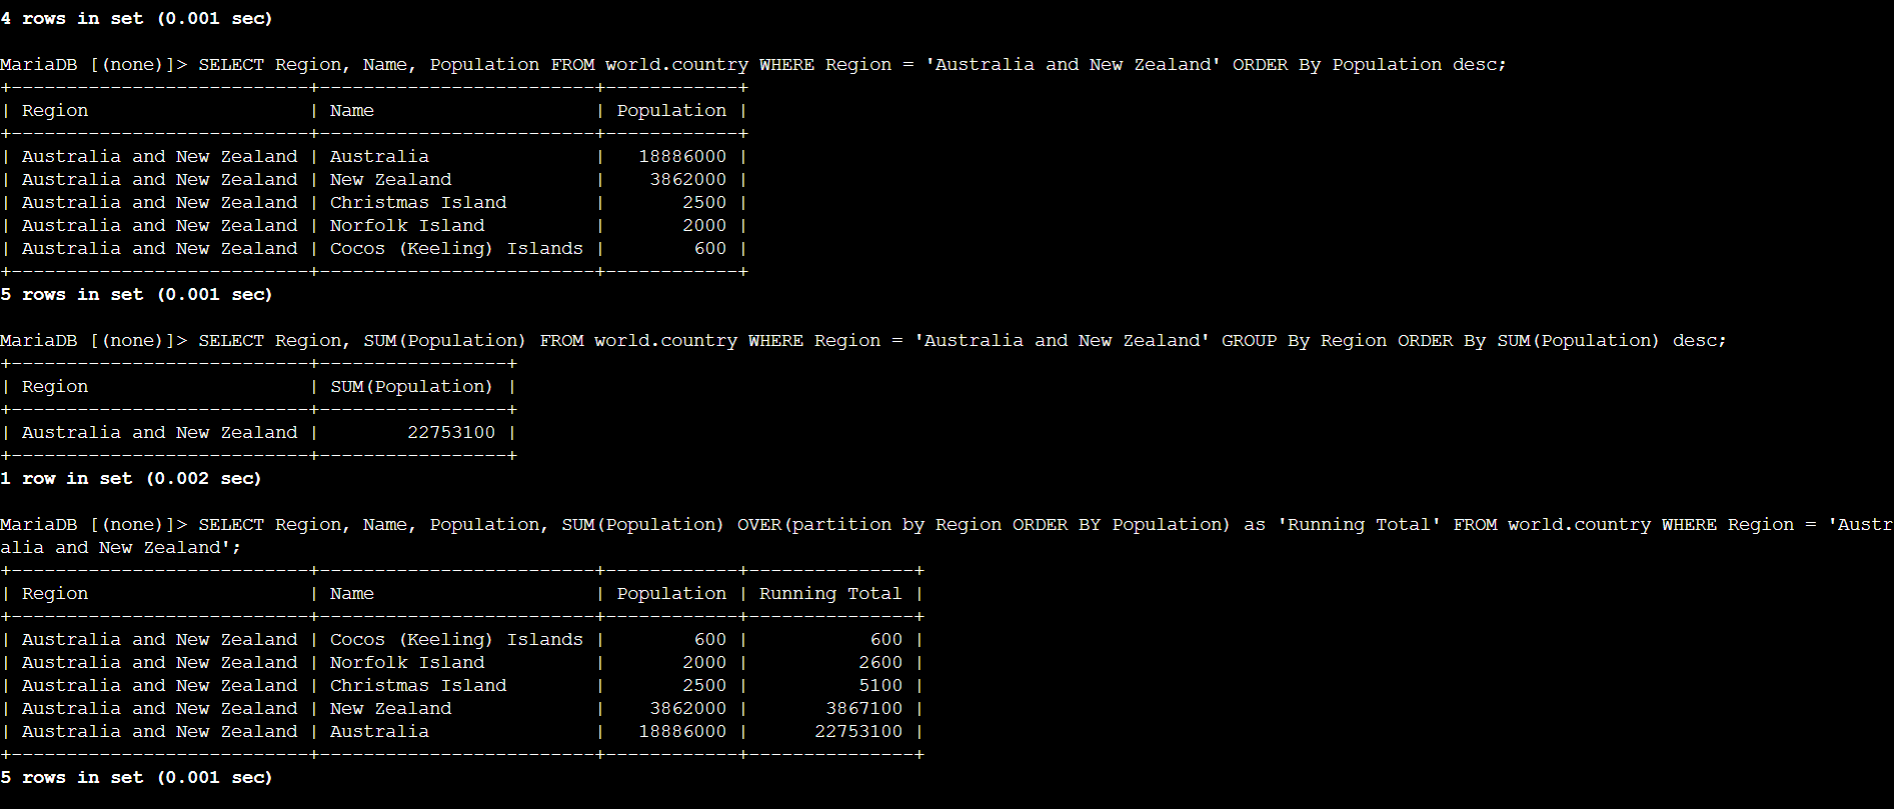 4 rows in set (0.001 sec)
MariaDB [(none)]> SELECT Region, Name, Population FROM world.country WHERE Region = 'Australia and New Zealand' ORDER By Population desc;
+---------------------------+-------------------------+------------+
| Region                    | Name                    | Population |
+---------------------------+-------------------------+------------+
| Australia and New Zealand | Australia               |   18886000 |
| Australia and New Zealand | New Zealand             |    3862000 |
| Australia and New Zealand | Christmas Island        |       2500 |
| Australia and New Zealand | Norfolk Island          |       2000 |
| Australia and New Zealand | Cocos (Keeling) Islands |        600 |
+---------------------------+-------------------------+------------+
5 rows in set (0.001 sec)
MariaDB [(none)]> SELECT Region, SUM(Population) FROM world.country WHERE Region = 'Australia and New Zealand' GROUP By Region ORDER By SUM(Population) desc;
+---------------------------+-----------------+
| Region                    | SUM(Population) |
+---------------------------+-----------------+
| Australia and New Zealand |        22753100 |
+---------------------------+-----------------+
1 row in set (0.002 sec)
MariaDB [(none)]> SELECT Region, Name, Population, SUM(Population) OVER(partition by Region ORDER BY Population) as 'Running Total' FROM world.country WHERE Region = 'Austr
alia and New Zealand';
+---------------------------+-------------------------+------------+---------------+
| Region                    | Name                    | Population | Running Total |
+---------------------------+-------------------------+------------+---------------+
| Australia and New Zealand | Cocos (Keeling) Islands |        600 |           600 |
| Australia and New Zealand | Norfolk Island          |       2000 |          2600 |
| Australia and New Zealand | Christmas Island        |       2500 |          5100 |
| Australia and New Zealand | New Zealand             |    3862000 |       3867100 |
| Australia and New Zealand | Australia               |   18886000 |      22753100 |
+---------------------------+-------------------------+------------+---------------+
5 rows in set (0.001 sec)